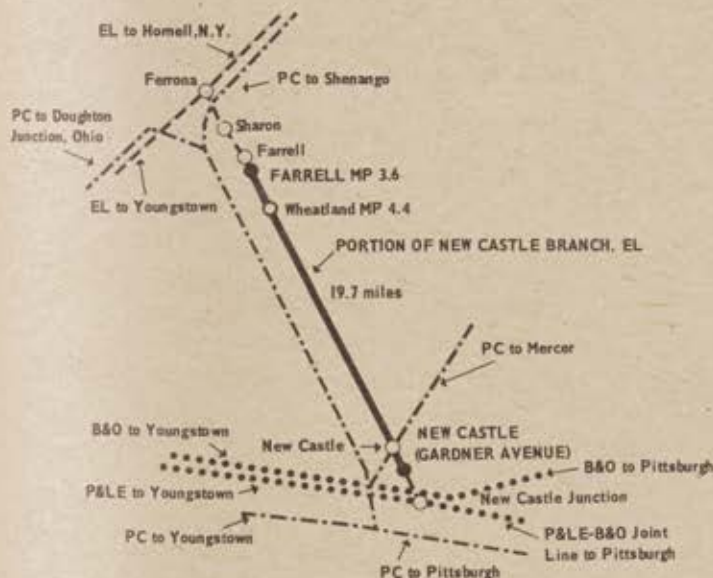 EL to Hornell, N.Y.
Ferrona
PC to Shenango
PC to Doughton
Junction, Ohio
Sharon
Farrell
FARRELL MP 3.6
EL to Youngstown
Wheatland MP 4.4
PORTION OF NEW CASTLE BRANCH, EL
19.7 miles
PC to Mercer
B&O to Youngstown
New Castle
NEW CASTLE
(GARDNER AVENUE)
B&O to Pittsburgh
P&LE to Youngstown
New Castle Junction
PC to Youngstown
P&LE-B&O Joint
Line to Pittsburgh
PC to Pittsburgh